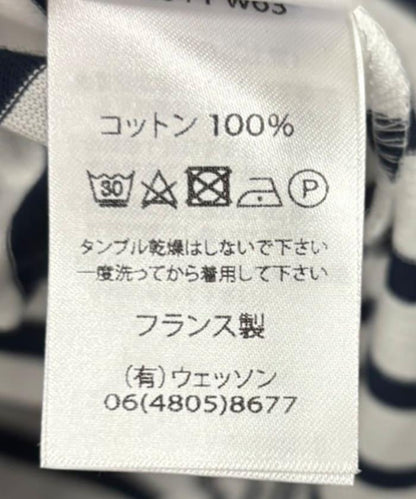 コットン 100%
30 P
タンブル乾燥はしないで下さい
一度洗ってから着用して下さい
フランス製
(有)ウェッソン
06(4805)8677